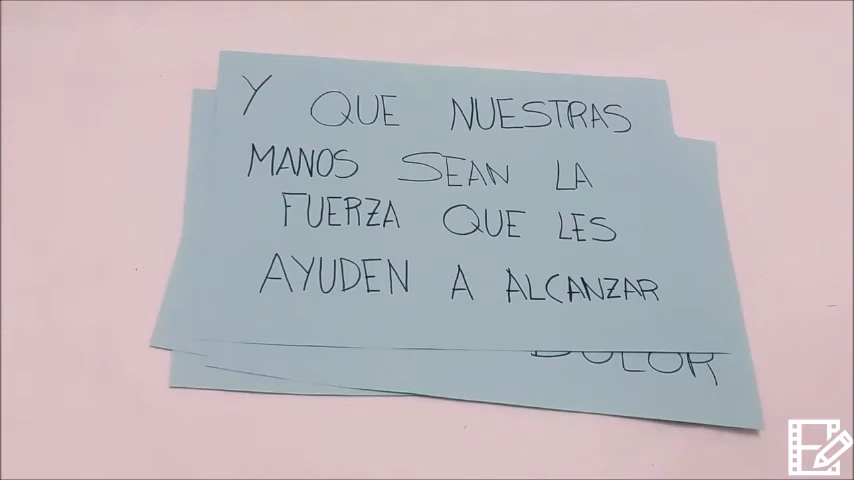 Y QUE NUESTRAS
MANOS SEAN LA
FUERZA QUE LES
AYUDEN A ALCANZAR
DOLOR